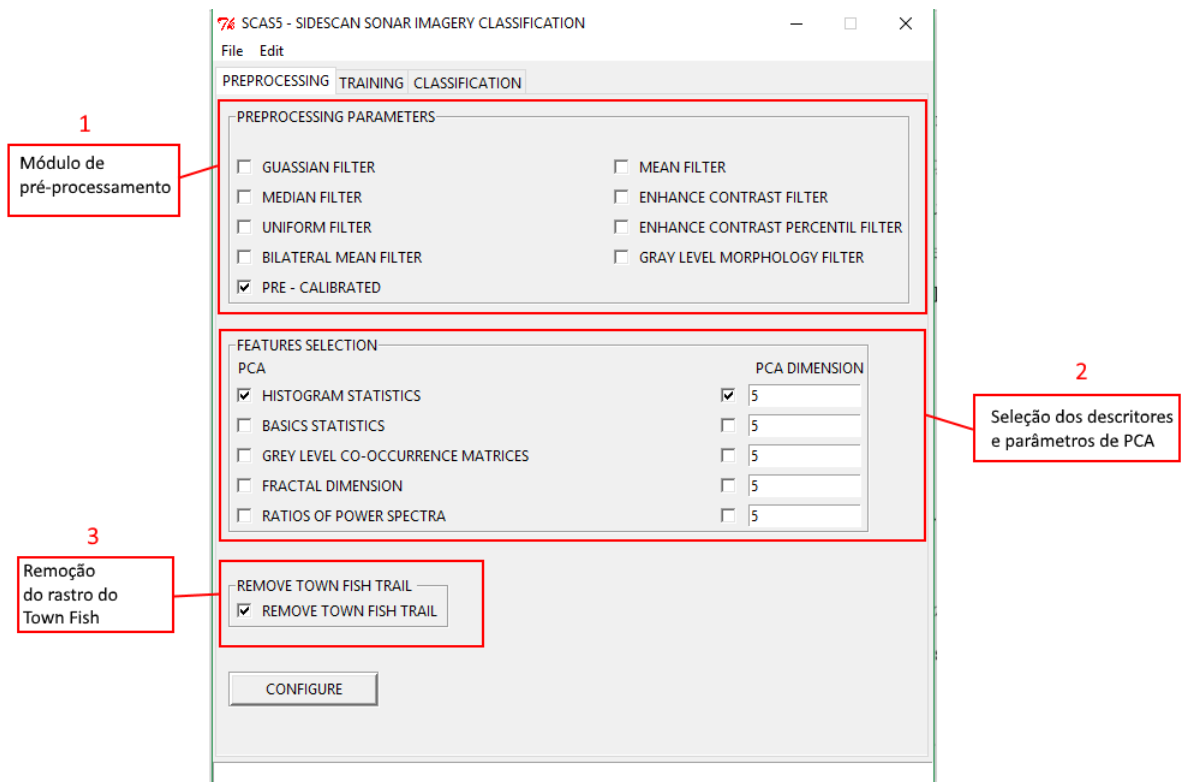 SCAS5 - SIDESCAN SONAR IMAGERY CLASSIFICATION
File Edit
PREPROCESSING TRAINING CLASSIFICATION
1
Módulo de
pré-processamento
PREPROCESSING PARAMETERS
GUASSIAN FILTER
MEAN FILTER
MEDIAN FILTER
ENHANCE CONTRAST FILTER
UNIFORM FILTER
ENHANCE CONTRAST PERCENTIL FILTER
BILATERAL MEAN FILTER
GRAY LEVEL MORPHOLOGY FILTER
PRE - CALIBRATED
FEATURES SELECTION
PCA
PCA DIMENSION
HISTOGRAM STATISTICS
5
BASICS STATISTICS
5
GREY LEVEL CO-OCCURRENCE MATRICES
5
FRACTAL DIMENSION
5
RATIOS OF POWER SPECTRA
5
2
Seleção dos descritores
e parâmetros de PCA
3
Remoção
do rastro do
Town Fish
REMOVE TOWN FISH TRAIL
REMOVE TOWN FISH TRAIL
CONFIGURE